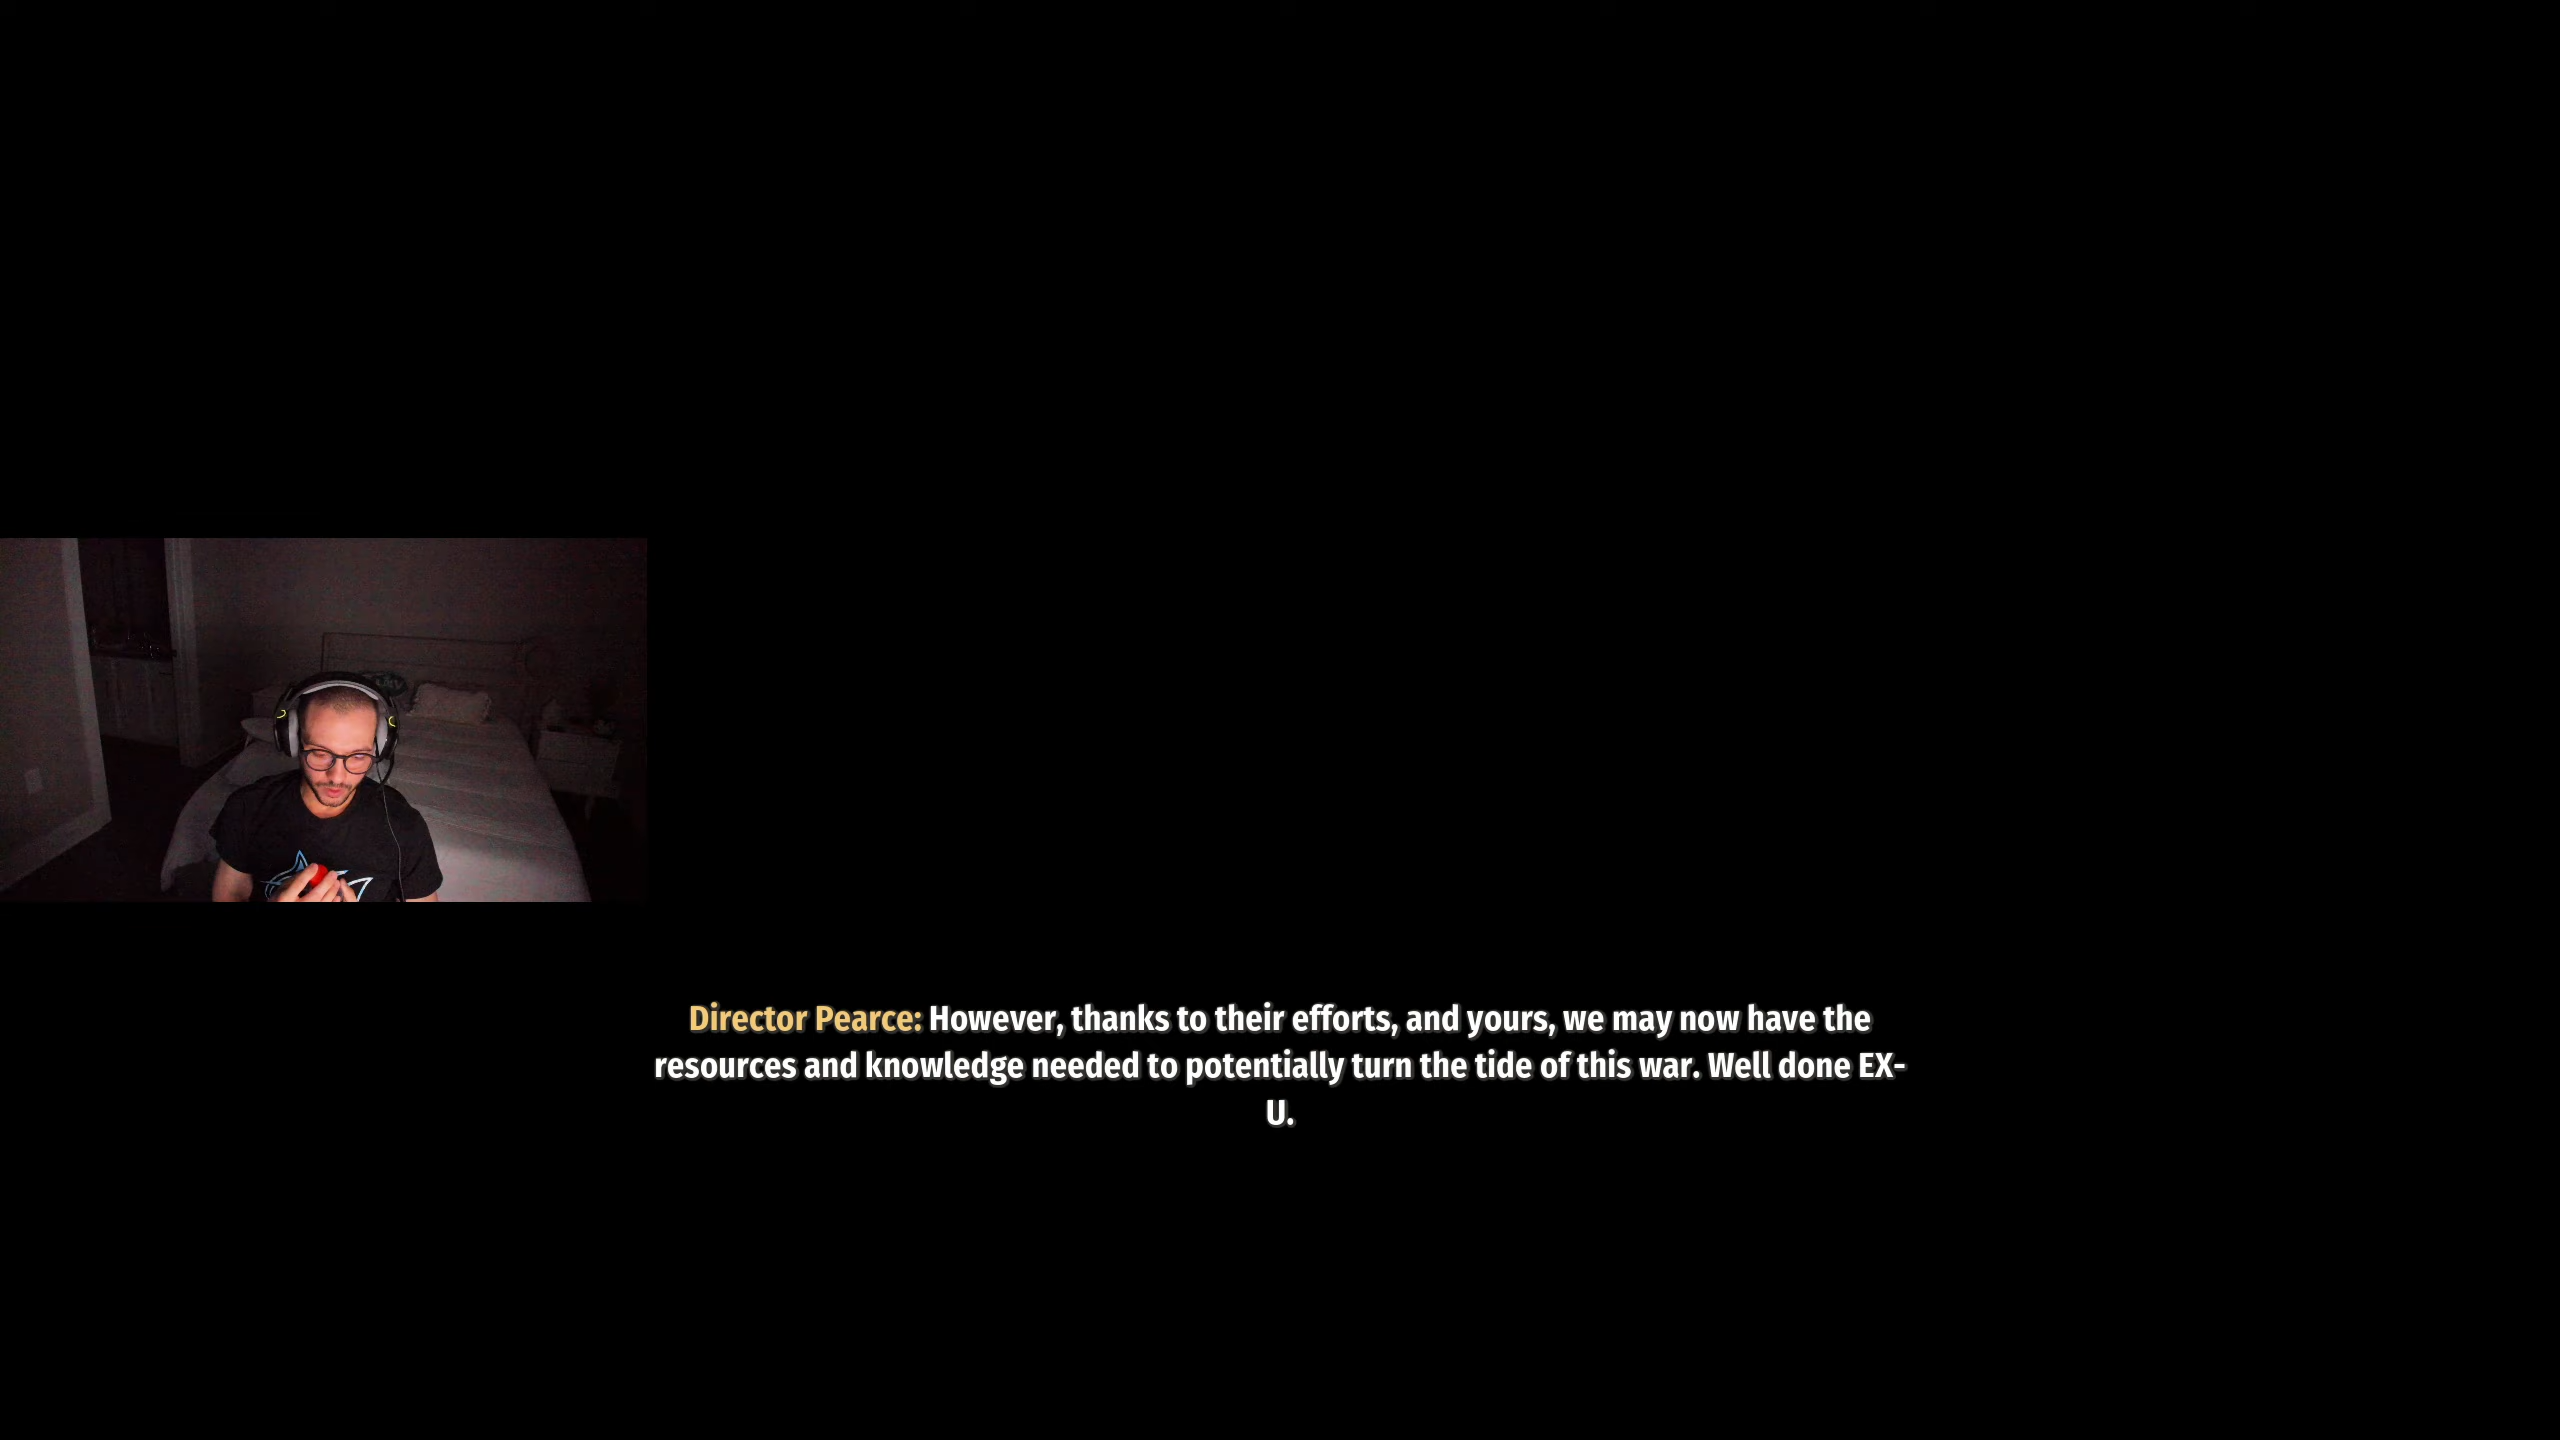 Director Pearce: However, thanks to their efforts, and yours, we may now have the
resources and knowledge needed to potentially turn the tide of this war. Well done EX-
U.